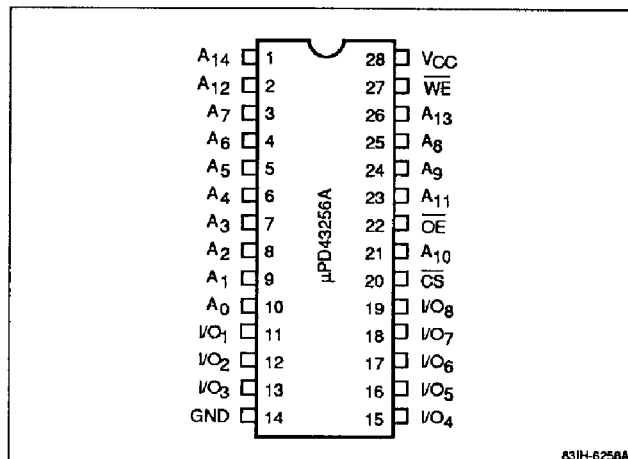 A14 1 28 VCC
A12 2 27 WE
A7 3 26 A13
A6 4 25 A8
A5 5 24 A9
A4 6 23 A11
A3 7 22 OE
A2 8 21 A10
A1 9 20 CS
A0 10 19 I/O8
I/O1 11 18 I/O7
I/O2 12 17 I/O6
I/O3 13 16 I/O5
GND 14 15 I/O4
μPD43256A
83IH-6258A